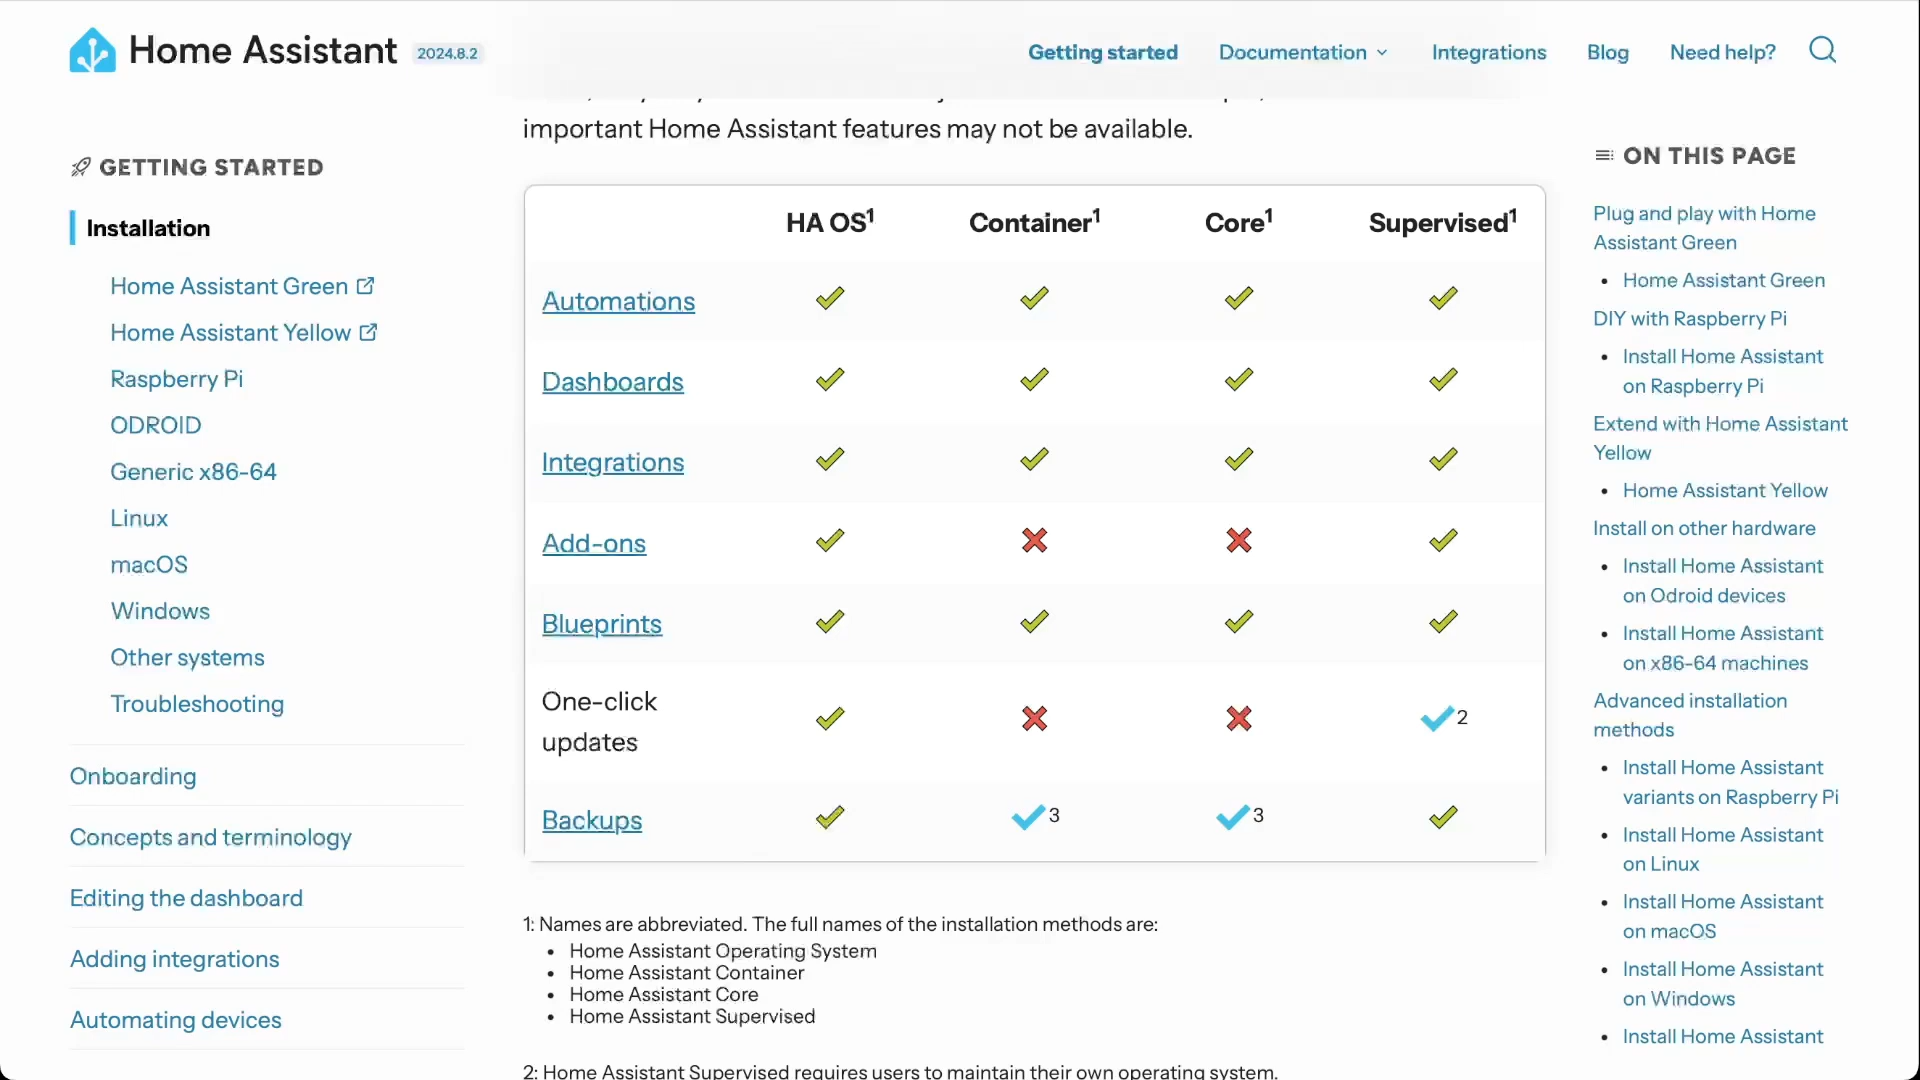 Home Assistant 2024.8.2
Getting started Documentation Integrations Blog Need help?
GETTING STARTED
Installation
Home Assistant Green
Home Assistant Yellow
Raspberry Pi
ODROID
Generic x86-64
Linux
macOS
Windows
Other systems
Troubleshooting
Onboarding
Concepts and terminology
Editing the dashboard
Adding integrations
Automating devices
important Home Assistant features may not be available.
HA OS¹ Container¹ Core¹ Supervised¹
Automations
Dashboards
Integrations
Add-ons
Blueprints
One-click
updates 2
Backups 3 3
1: Names are abbreviated. The full names of the installation methods are:
• Home Assistant Operating System
• Home Assistant Container
• Home Assistant Core
• Home Assistant Supervised
2: Home Assistant Supervised requires users to maintain their own operating system.
ON THIS PAGE
Plug and play with Home
Assistant Green
• Home Assistant Green
DIY with Raspberry Pi
• Install Home Assistant
on Raspberry Pi
Extend with Home Assistant
Yellow
• Home Assistant Yellow
Install on other hardware
• Install Home Assistant
on Odroid devices
• Install Home Assistant
on x86-64 machines
Advanced installation
methods
• Install Home Assistant
variants on Raspberry Pi
• Install Home Assistant
on Linux
• Install Home Assistant
on macOS
• Install Home Assistant
on Windows
• Install Home Assistant